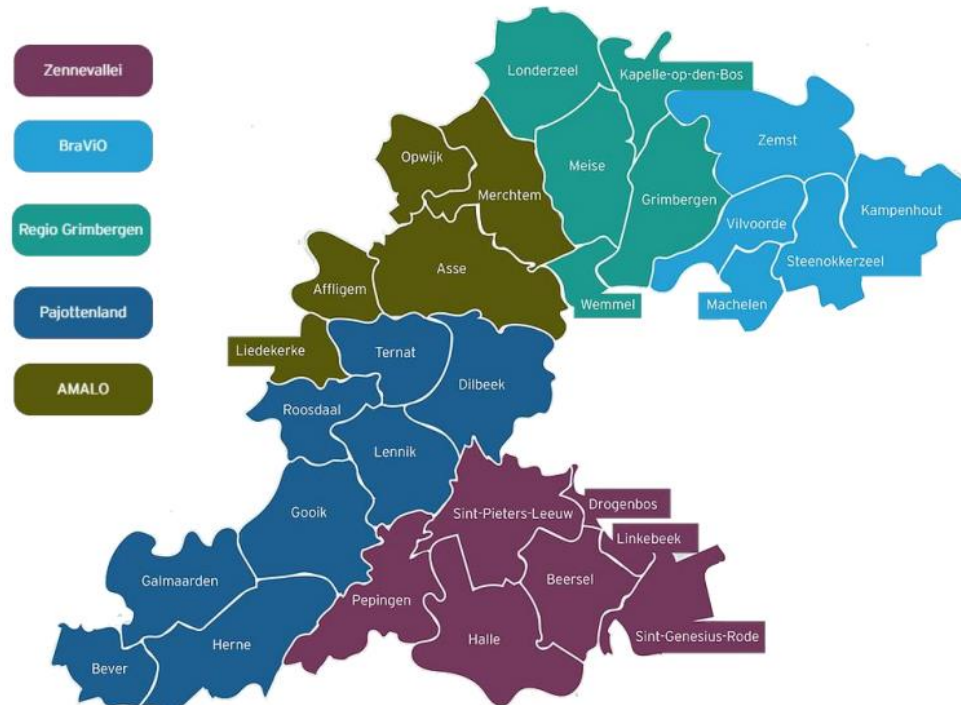 Zennevallei
BraViO
Regio Grimbergen
Pajottenland
AMALO
Londerzeel
Kapelle-op-den-Bos
Zemst
Opwijk
Meise
Merchtem
Grimbergen
Kampenhout
Vilvoorde
Steenokkerzeel
Asse
Affligem
Wemmel
Machelen
Liedekerke
Ternat
Dilbeek
Roosdaal
Lennik
Gooik
Sint-Pieters-Leeuw
Drogenbos
Linkebeek
Galmaarden
Beersel
Pepingen
Halle
Sint-Genesius-Rode
Herne
Bever